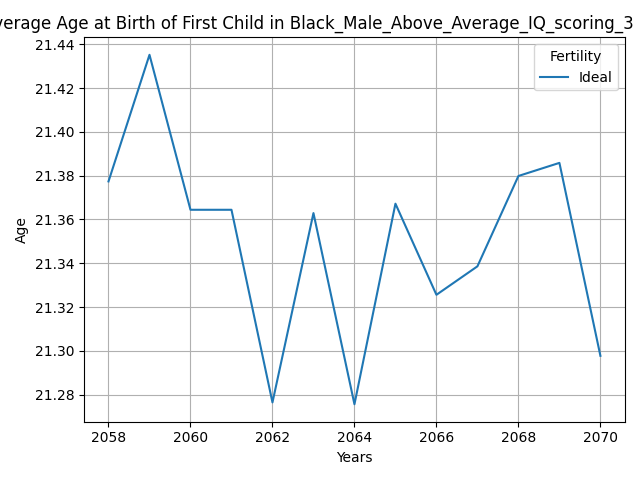 verage Age at Birth of First Child in Black_Male_Above_Average_IQ_scoring_3
21.44
21.42
21.40
21.38
21.36
21.34
21.32
21.30
21.28
Age
Fertility
Ideal
2058 2060 2062 2064 2066 2068 2070
Years